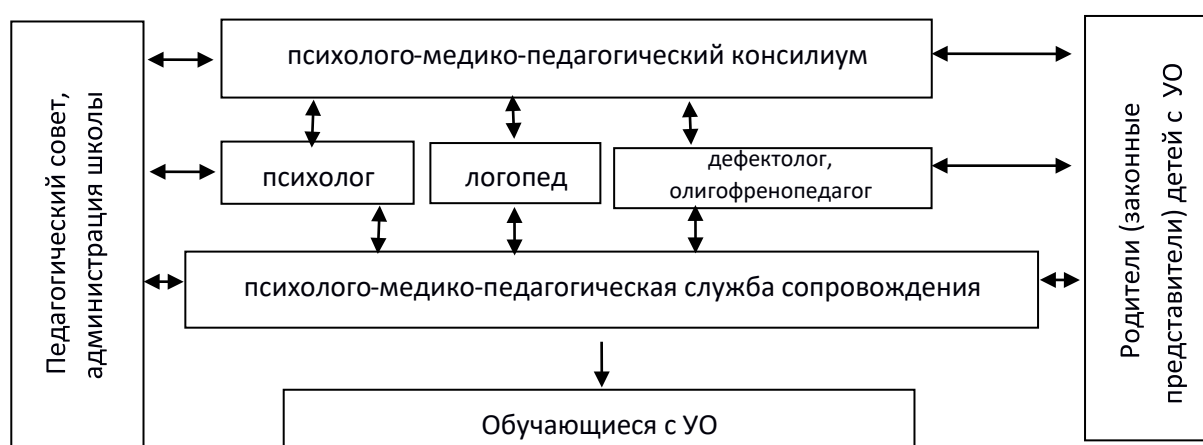 Педагогический совет,
администрация школы
психолого-медико-педагогический консилиум
психолог
логопед
дефектолог,
олигофренопедагог
психолого-медико-педагогическая служба сопровождения
Обучающиеся с УО
Родители (законные
представители) детей с УО